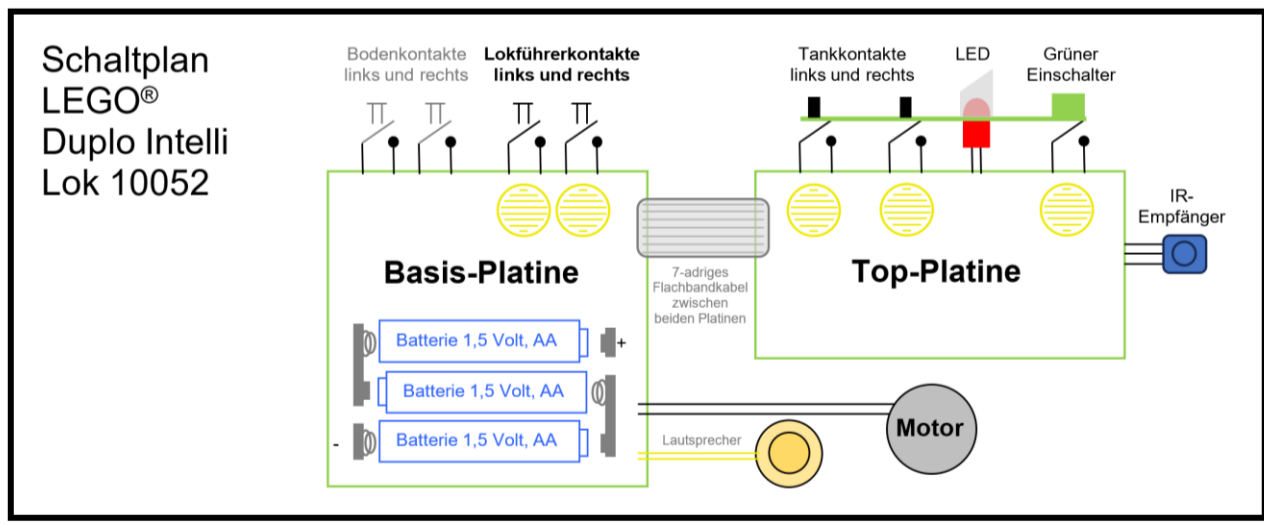 Schaltplan
LEGO®
Duplo Intelli
Lok 10052
Bodenkontakte
links und rechts
Lokführerkontakte
links und rechts
Tankkontakte
links und rechts
LED
Grüner
Einschalter
IR-
Empfänger
Basis-Platine
7-adriges
Flachbandkabel
zwischen
beiden Platinen
Top-Platine
Batterie 1,5 Volt, AA
+
Batterie 1,5 Volt, AA
-
Batterie 1,5 Volt, AA
Lautsprecher
Motor